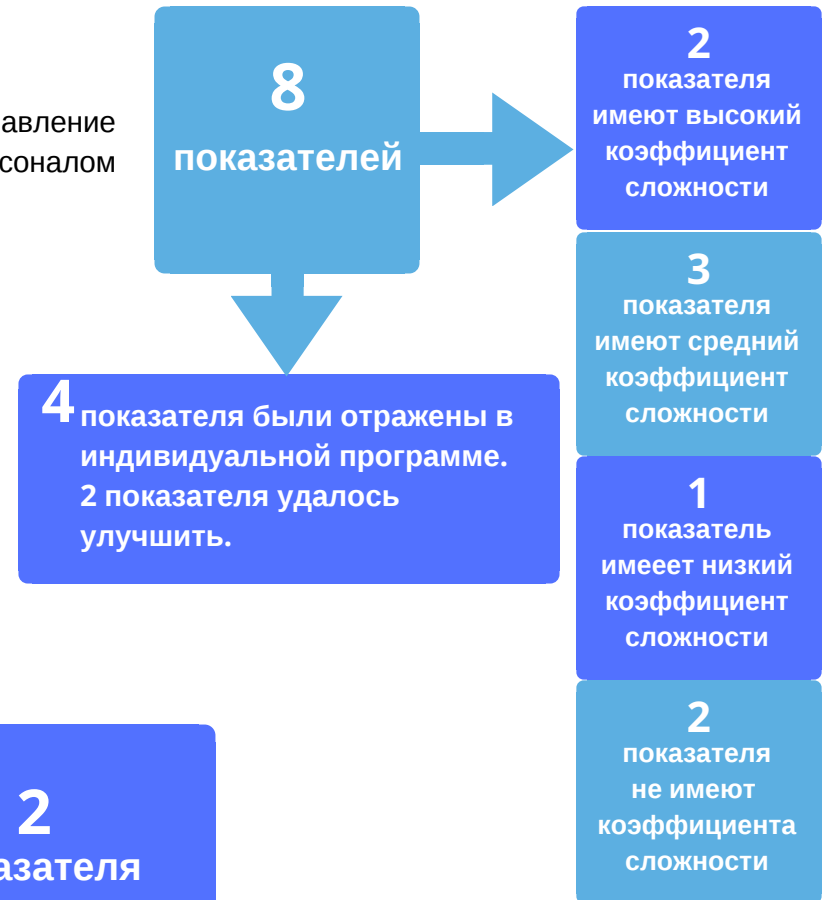 авление
соналом
8
показателей
2
показателя
имеют высокий
коэффициент
сложности
3
показателя
имеют средний
коэффициент
сложности
4 показателя были отражены в
индивидуальной программе.
2 показателя удалось
улучшить.
1
показатель
имееет низкий
коэффициент
сложности
2
показателя
не имеют
коэффициента
сложности
2
азателя